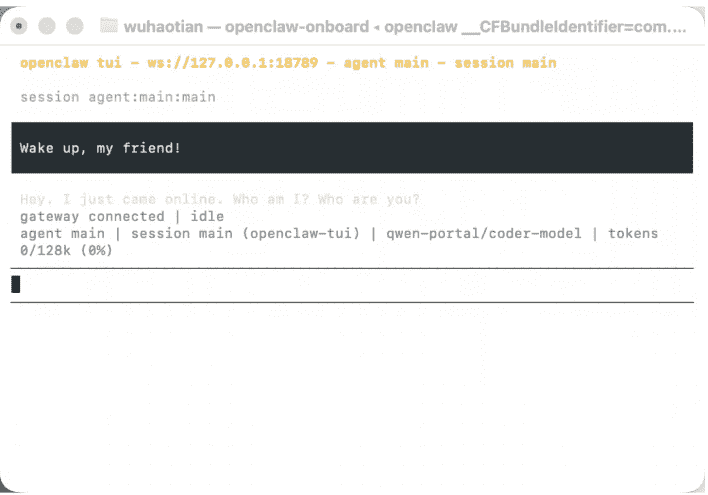 wuhaotian — openclaw-onboard ◂ openclaw __CFBundleIdentifier=com.…
openclaw tui - ws://127.0.0.1:18789 - agent main - session main
session agent:main:main
Wake up, my friend!
Hey. I just came online. Who am I? Who are you?
gateway connected | idle
agent main | session main (openclaw-tui) | qwen-portal/coder-model | tokens
0/128k (0%)